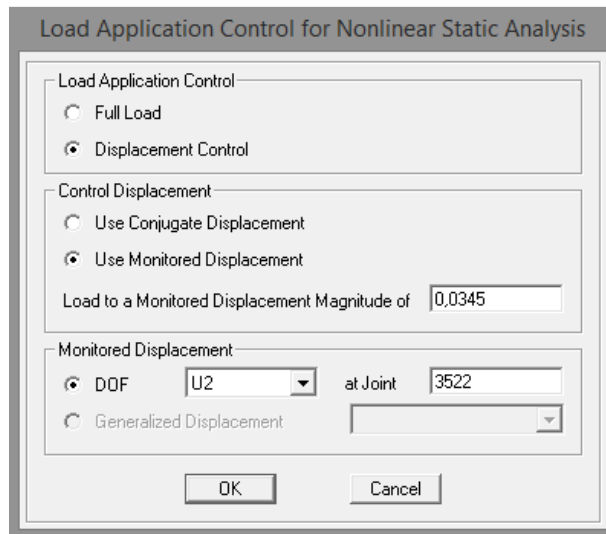 Load Application Control for Nonlinear Static Analysis
Load Application Control
Full Load
Displacement Control
Control Displacement
Use Conjugate Displacement
Use Monitored Displacement
Load to a Monitored Displacement Magnitude of 0,0345
Monitored Displacement
DOF U2 at Joint 3522
Generalized Displacement
OK Cancel